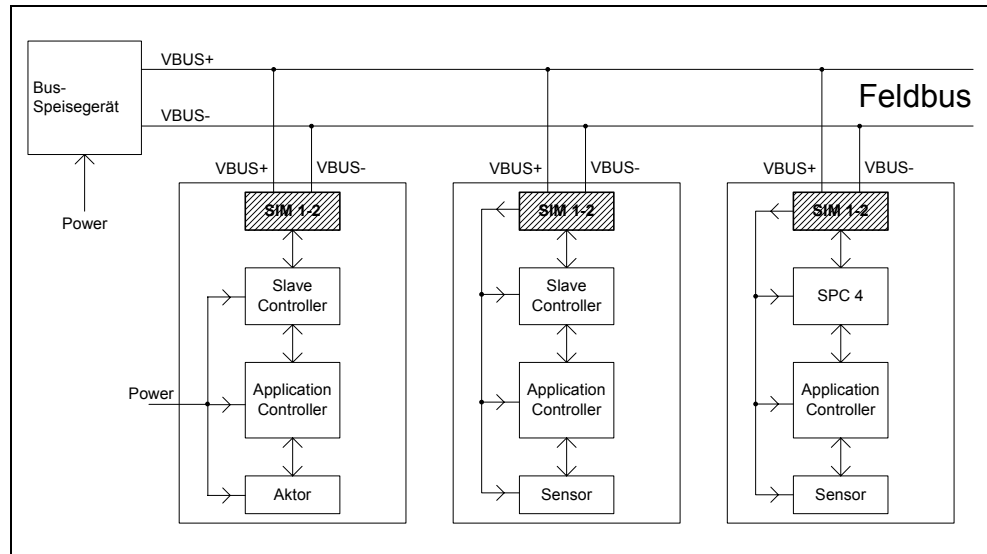 VBUS+
Bus-
Speisegerät
Feldbus
VBUS-
VBUS+ VBUS- VBUS+ VBUS- VBUS+ VBUS-
SIM 1-2 SIM 1-2 SIM 1-2
Power
Slave
Controller
Slave
Controller
SPC 4
Power
Application
Controller
Application
Controller
Application
Controller
Aktor Sensor Sensor